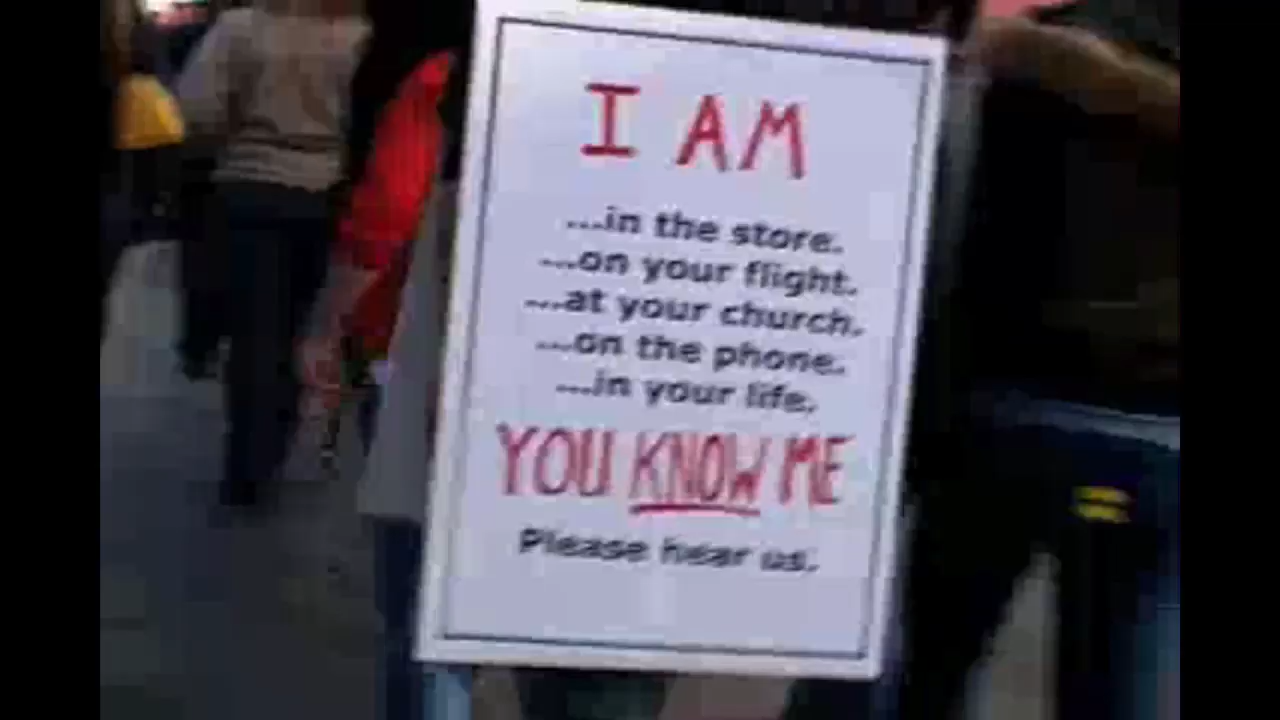 I AM
...in the store.
...on your flight.
...at your church.
...on the phone.
...in your life.
YOU KNOW ME
Please hear us.